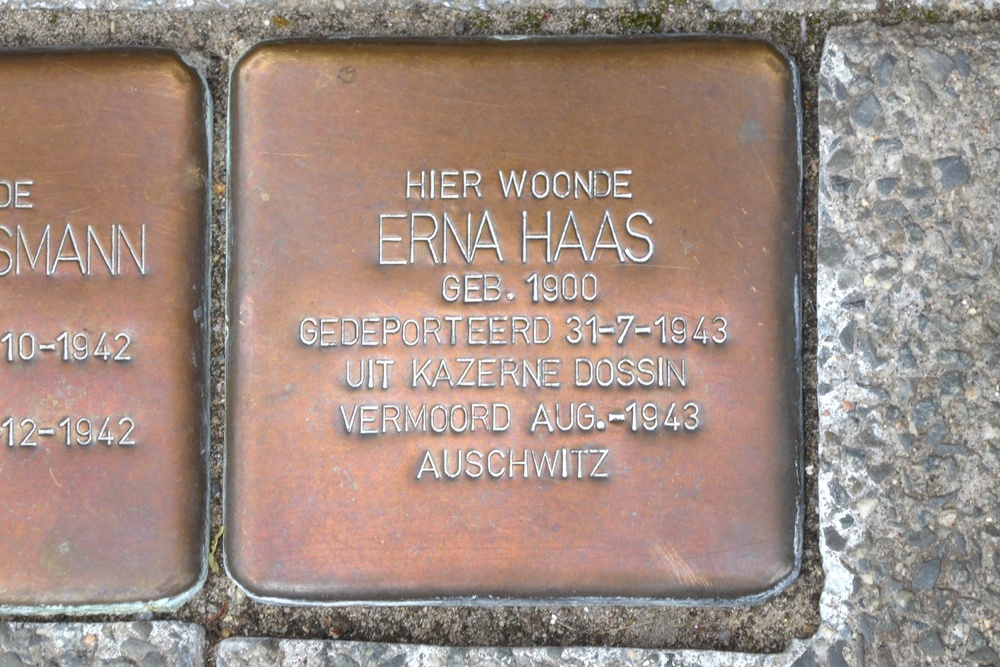 DE
SMANN
10-1942
12-1942
HIER WOONDE
ERNA HAAS
GEB. 1900
GEDEPORTEERD 31-7-1943
UIT KAZERNE DOSSIN
VERMOORD AUG.-1943
AUSCHWITZ